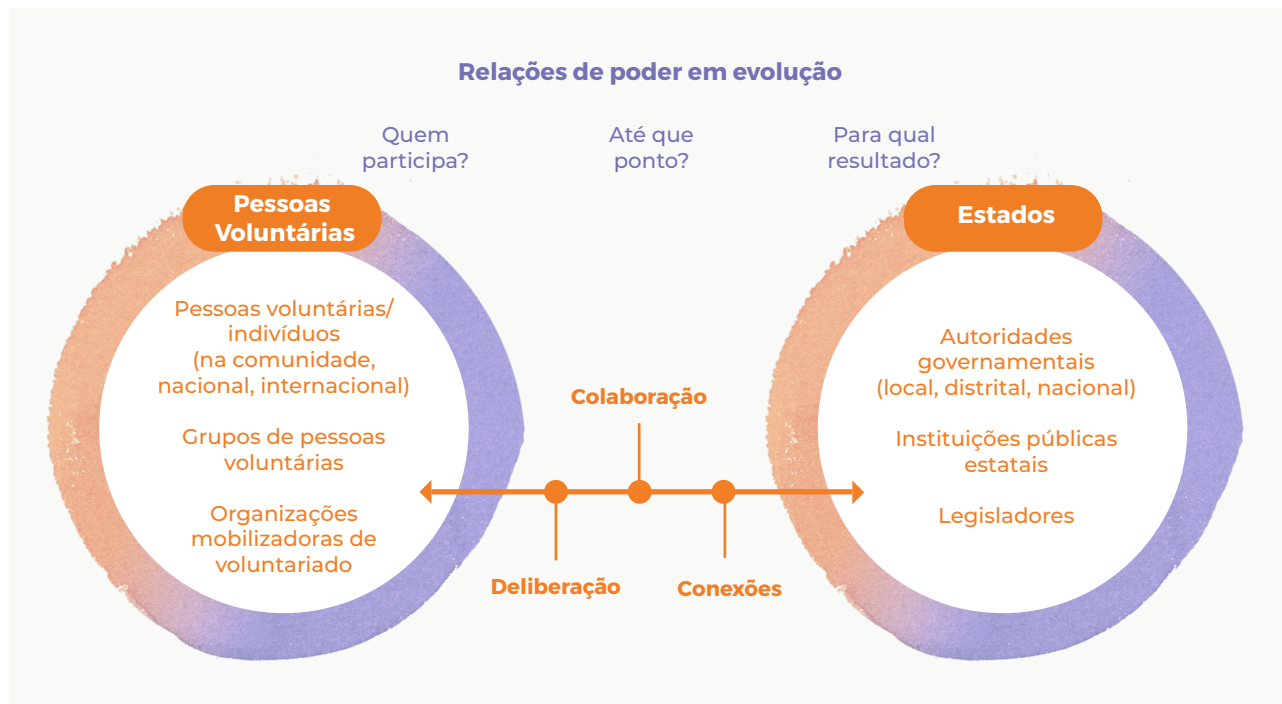 Relações de poder em evolução
Quem
participa?
Até que
ponto?
Para qual
resultado?
Pessoas
Voluntárias
Pessoas voluntárias/
indivíduos
(na comunidade,
nacional, internacional)
Grupos de pessoas
voluntárias
Organizações
mobilizadoras de
voluntariado
Colaboração
Deliberação
Conexões
Estados
Autoridades
governamentais
(local, distrital, nacional)
Instituições públicas
estatais
Legisladores